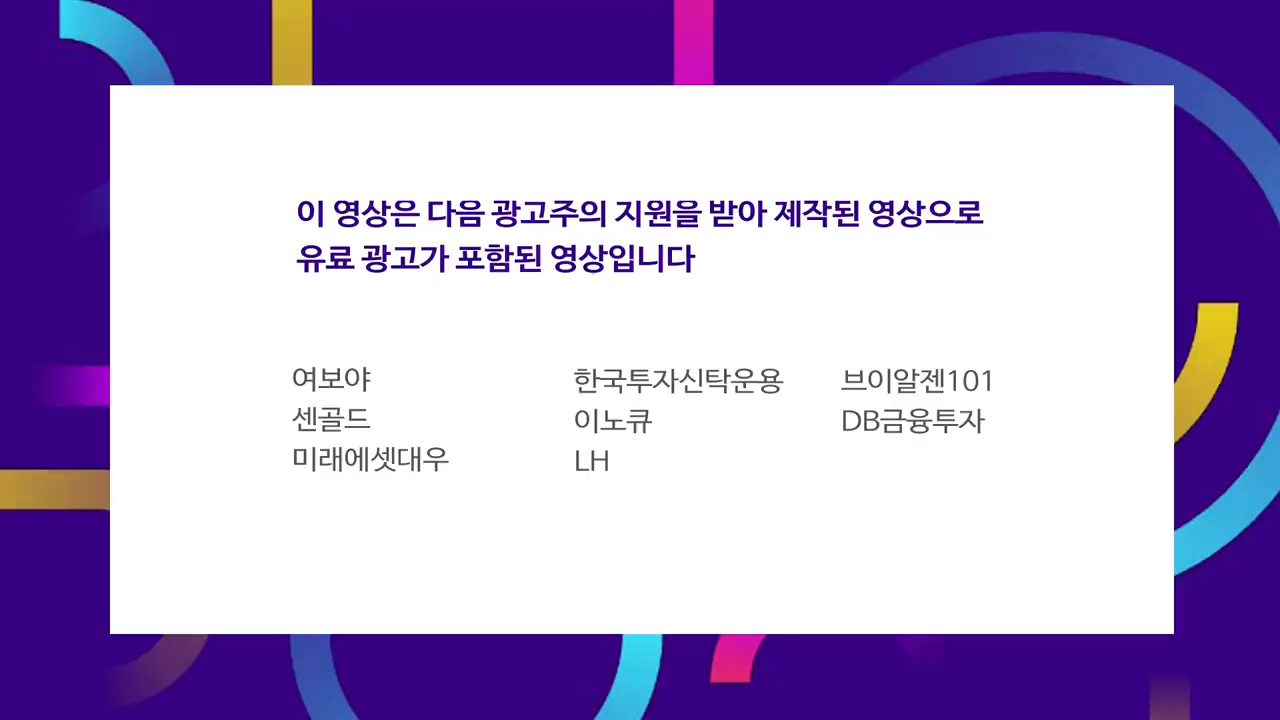 이 영상은 다음 광고주의 지원을 받아 제작된 영상으로
유료 광고가 포함된 영상입니다
여보야
센골드
미래에셋대우
한국투자신탁운용
이노큐
LH
브이알젠101
DB금융투자